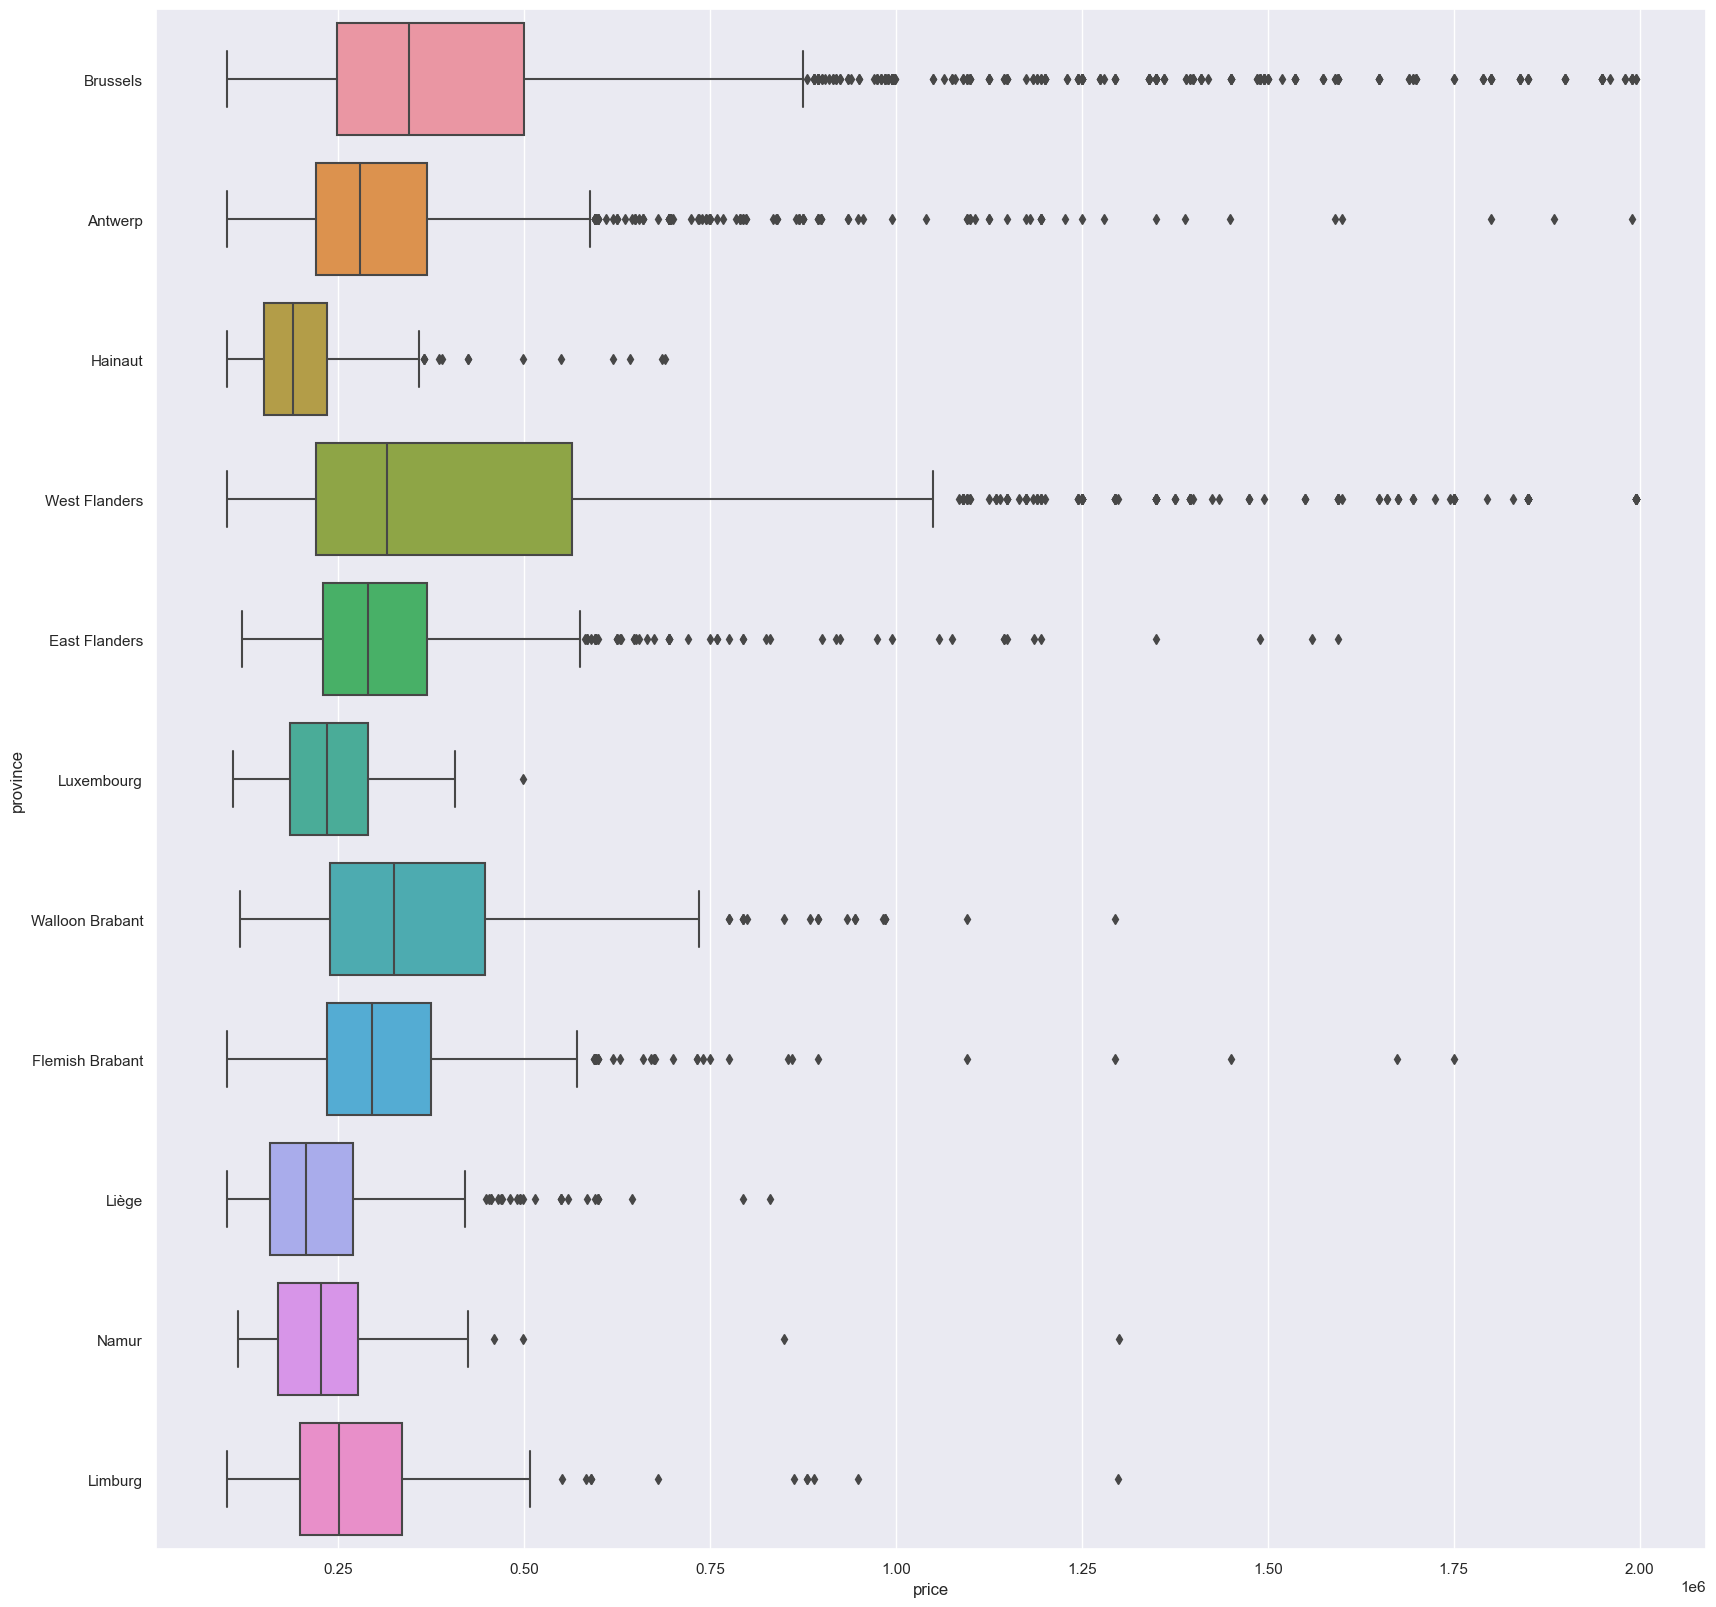 Brussels
Antwerp
Hainaut
West Flanders
East Flanders
Luxembourg
Walloon Brabant
Flemish Brabant
Liège
Namur
Limburg
province
0.25 0.50 0.75 1.00 1.25 1.50 1.75 2.00
price
1e6